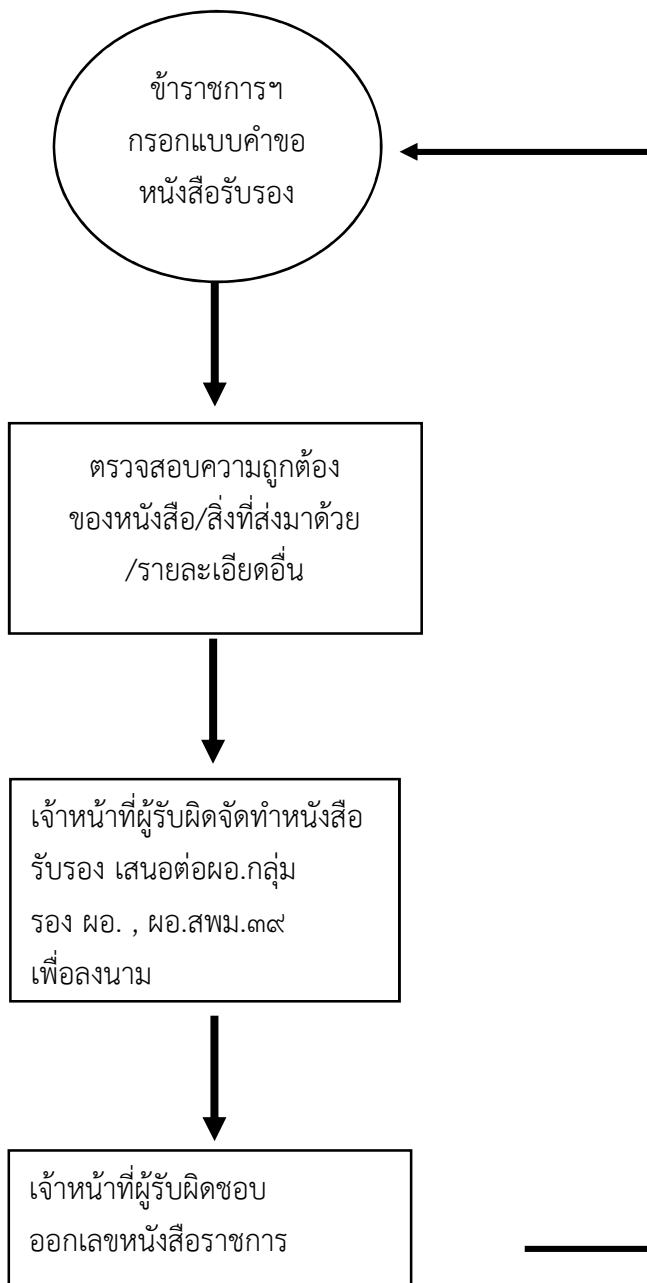 ข้าราชการฯ
กรอกแบบคำขอ
หนังสือรับรอง
ตรวจสอบความถูกต้อง
ของหนังสือ/สิ่งที่ส่งมาด้วย
/รายละเอียดอื่น
เจ้าหน้าที่ผู้รับผิดจัดทำหนังสือ
รับรอง เสนอต่อผอ.กลุ่ม
รอง ผอ. , ผอ.สพม.๓๙
เพื่อลงนาม
เจ้าหน้าที่ผู้รับผิดชอบ
ออกเลขหนังสือราชการ